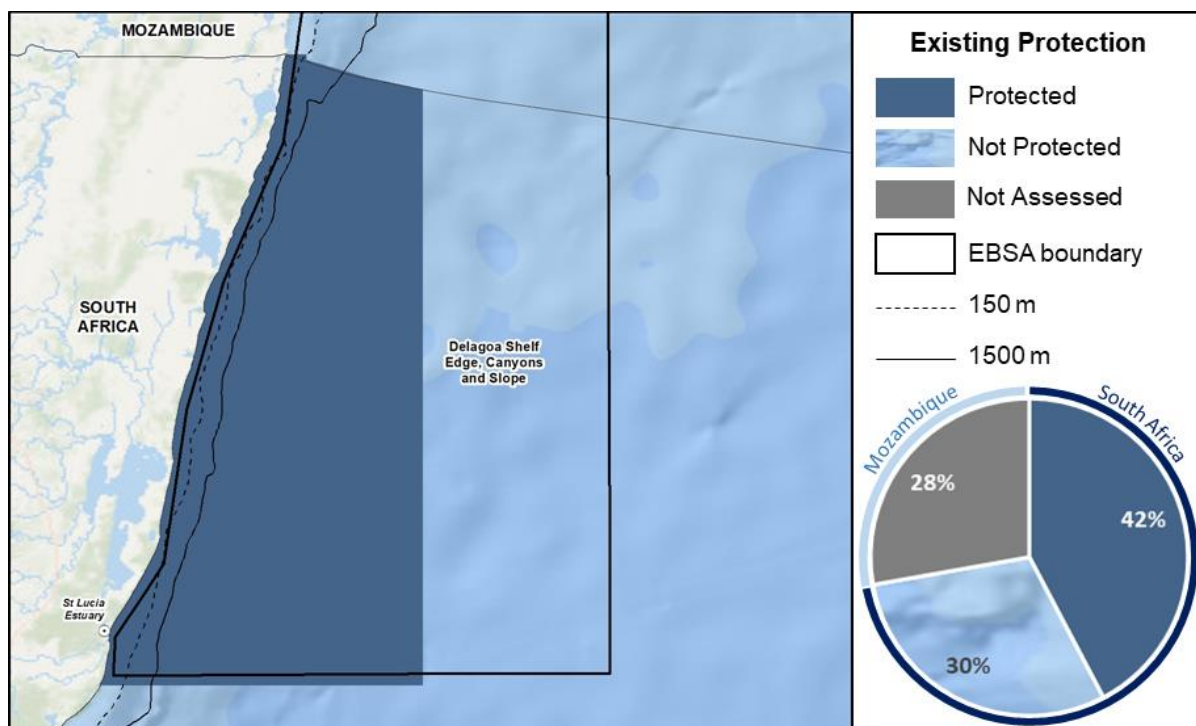 MOZAMBIQUE
SOUTH
AFRICA
Delagoa Shelf
Edge, Canyons
and Slope
St Lucia
Estuary
Existing Protection
Protected
Not Protected
Not Assessed
EBSA boundary
150 m
1500 m
Mozambique
South Africa
28%
42%
30%